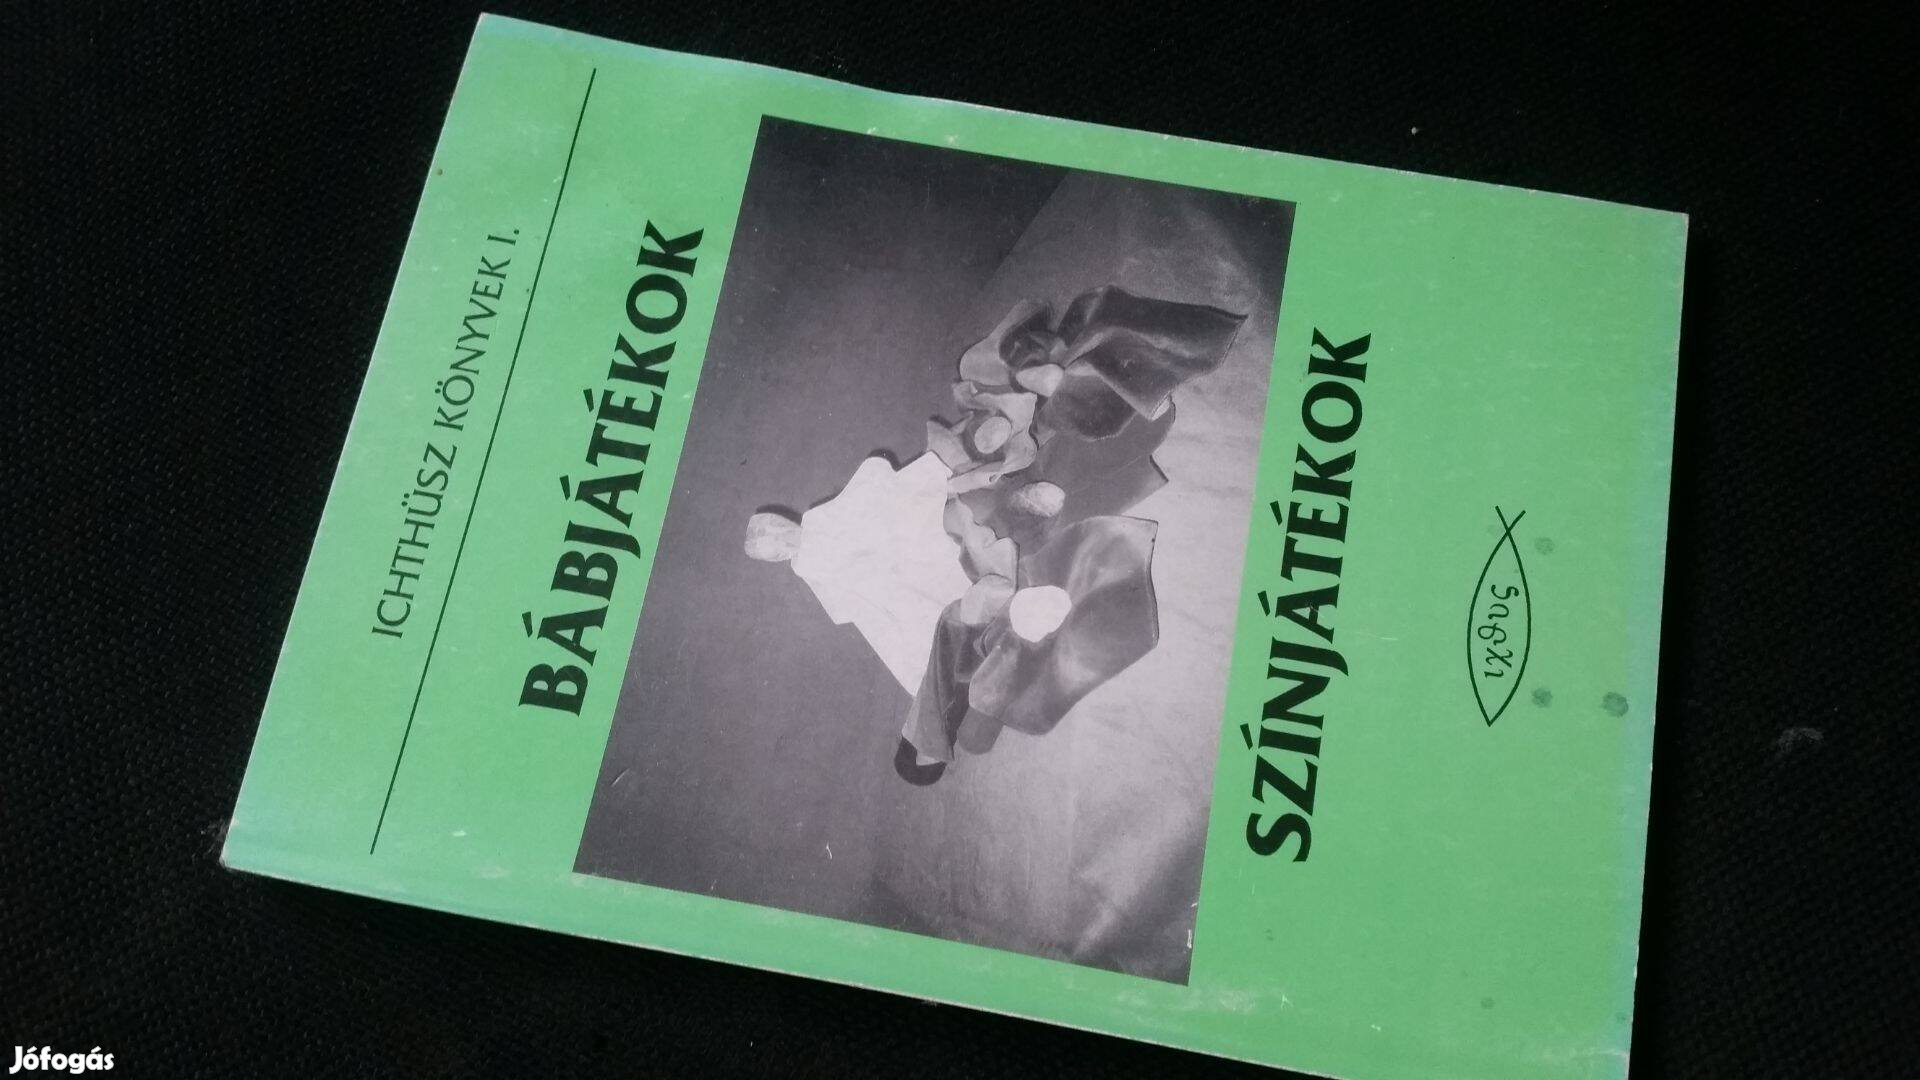 ICHTHÜSZ KÖNYVEK I.
BÁBJÁTÉKOK
SZÍNJÁTÉKOK
ιχθυς
Jófogás